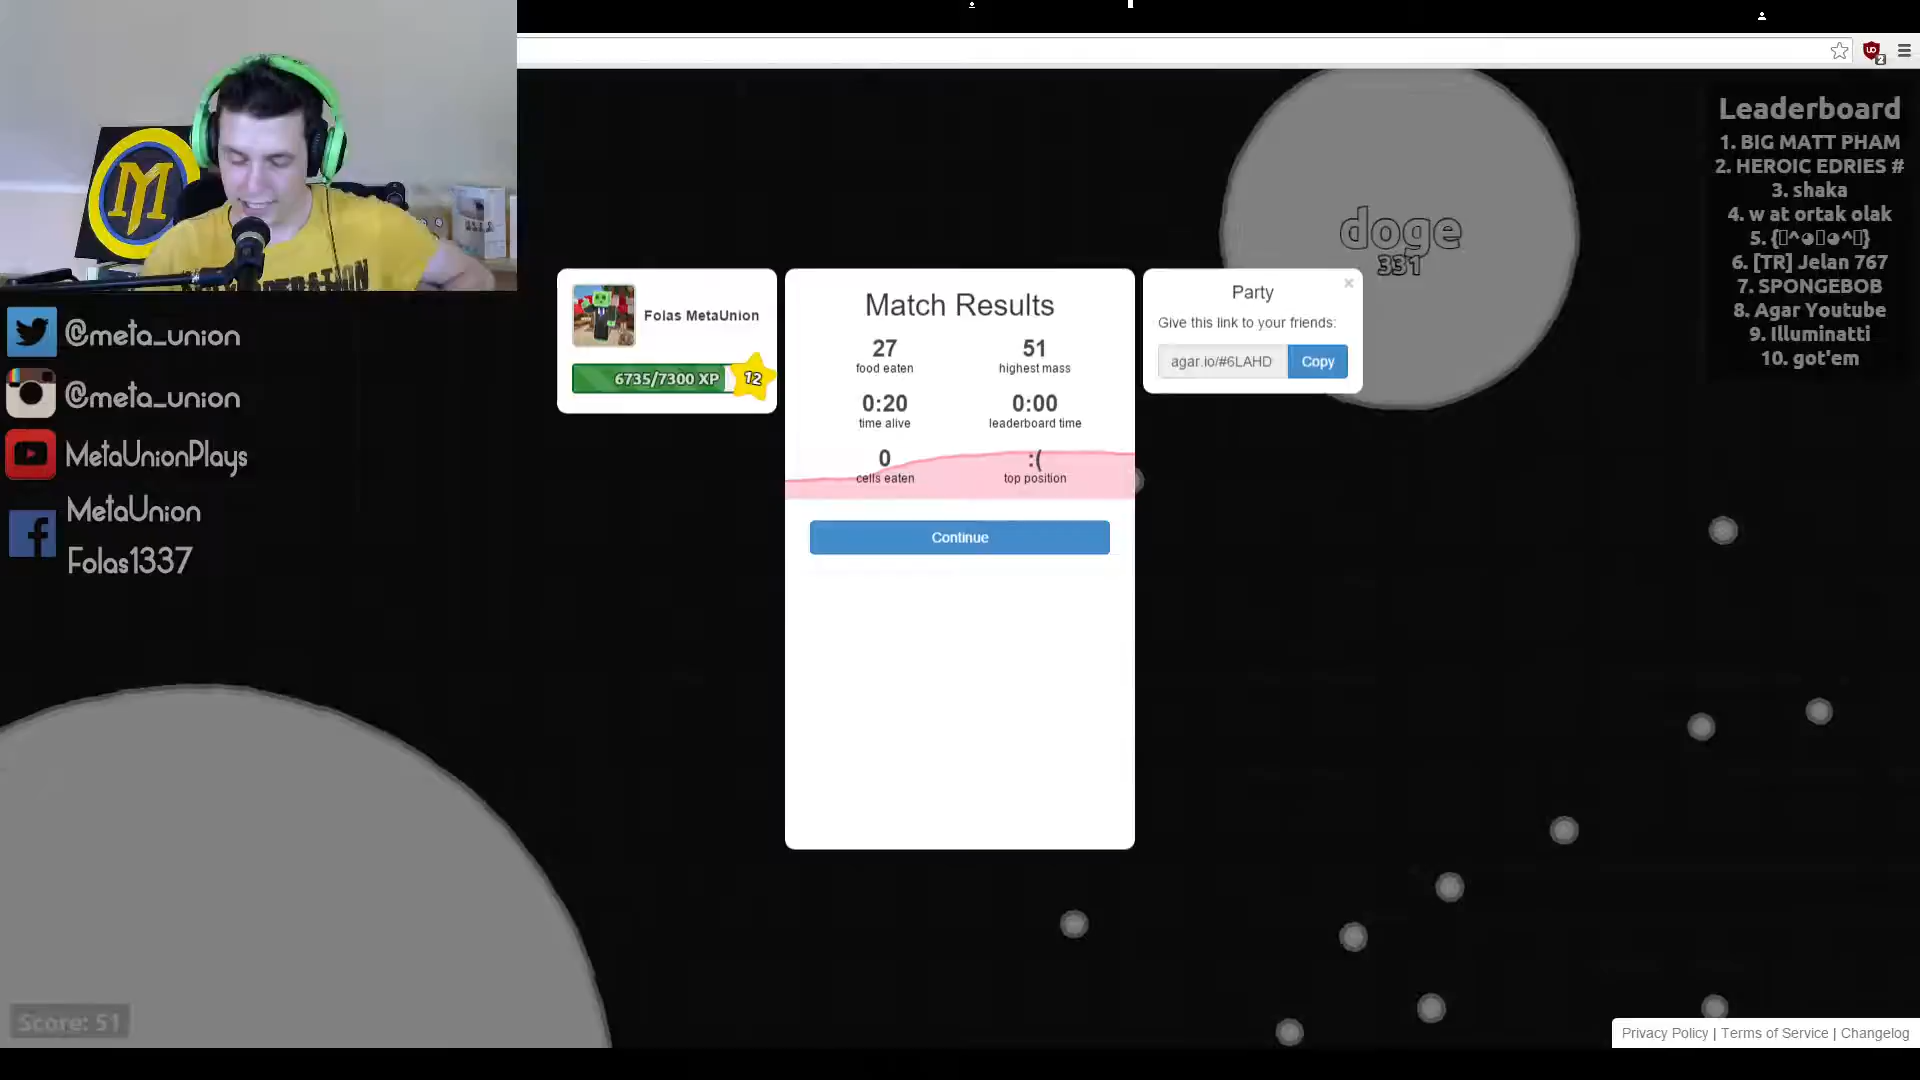 @meta_union
@meta_union
MetaUnionPlays
MetaUnion
Folas1337
Folas MetaUnion
6735/7300 XP
12
Match Results
27
food eaten
51
highest mass
0:20
time alive
0:00
leaderboard time
0
cells eaten
:(
top position
Continue
Party
×
Give this link to your friends:
agar.io/#6LAHD
Copy
doge
331
Leaderboard
1. BIG MATT PHAM
2. HEROIC EDRIES #
3. shaka
4. w at ortak olak
5.
6. [TR] Jelan 767
7. SPONGEBOB
8. Agar Youtube
9. Illuminatti
10. got'em
2
Score: 51
Privacy Policy | Terms of Service | Changelog